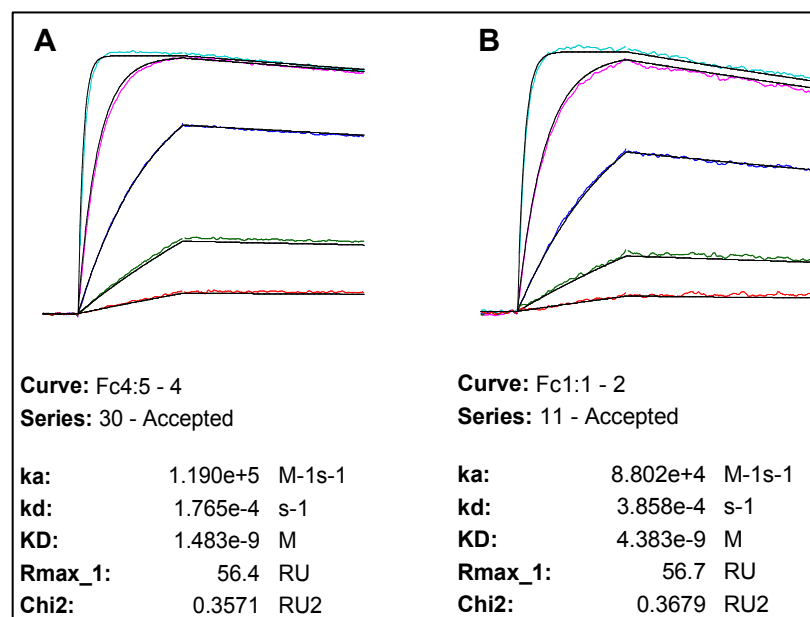 A
B
Curve: Fc4:5 - 4
Series: 30 - Accepted
ka: 1.190e+5 M-1s-1
kd: 1.765e-4 s-1
KD: 1.483e-9 M
Rmax_1: 56.4 RU
Chi2: 0.3571 RU2
Curve: Fc1:1 - 2
Series: 11 - Accepted
ka: 8.802e+4 M-1s-1
kd: 3.858e-4 s-1
KD: 4.383e-9 M
Rmax_1: 56.7 RU
Chi2: 0.3679 RU2